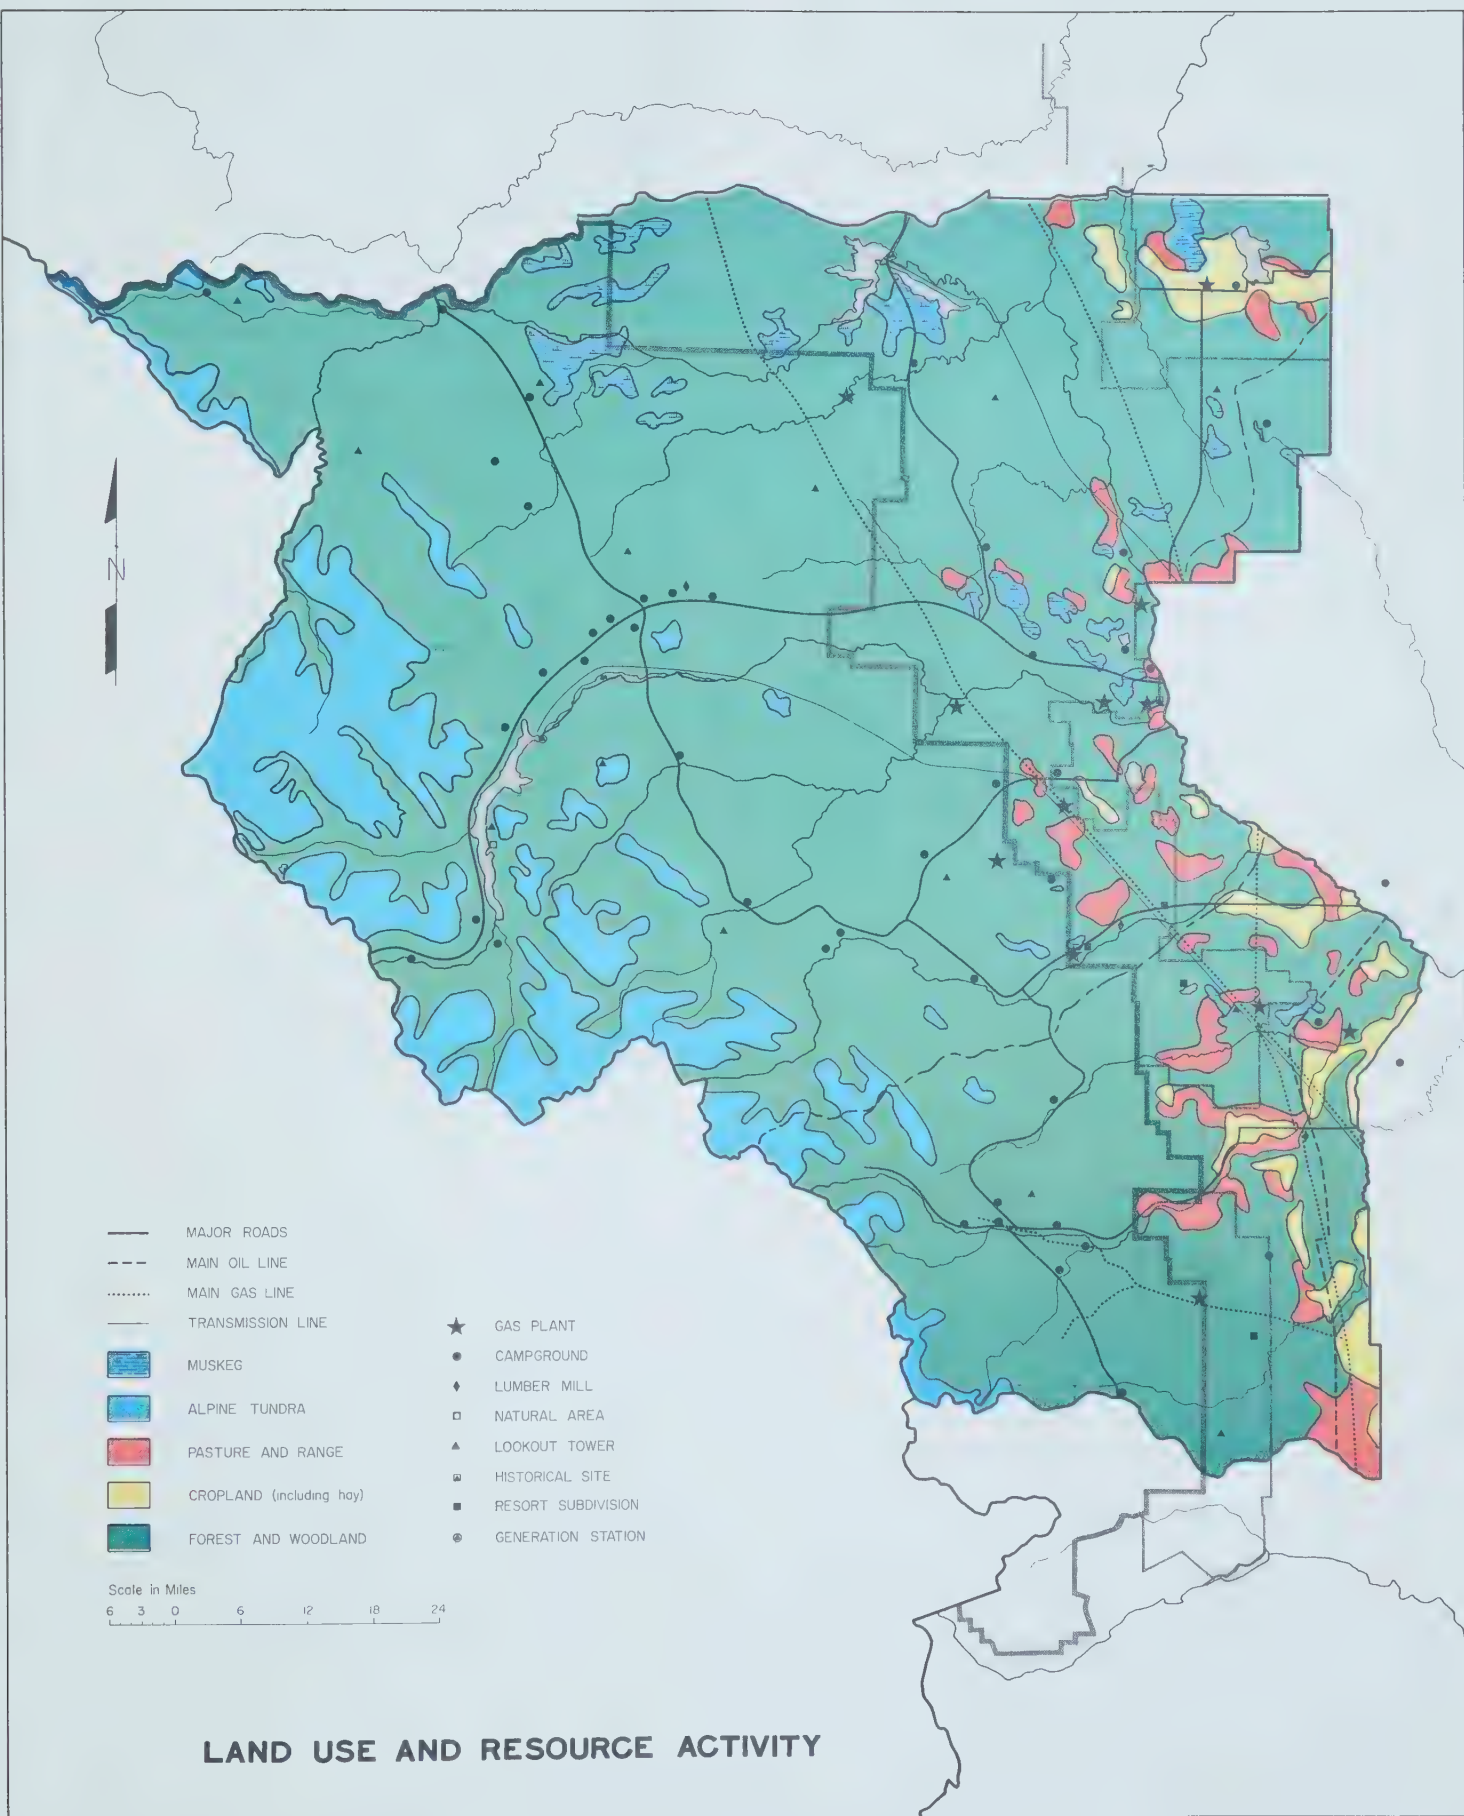 N
MAJOR ROADS
MAIN OIL LINE
MAIN GAS LINE
TRANSMISSION LINE
MUSKEG
ALPINE TUNDRA
PASTURE AND RANGE
CROPLAND (including hay)
FOREST AND WOODLAND
GAS PLANT
CAMPGROUND
LUMBER MILL
NATURAL AREA
LOOKOUT TOWER
HISTORICAL SITE
RESORT SUBDIVISION
GENERATION STATION
Scale in Miles
6 3 0 6 12 18 24
LAND USE AND RESOURCE ACTIVITY